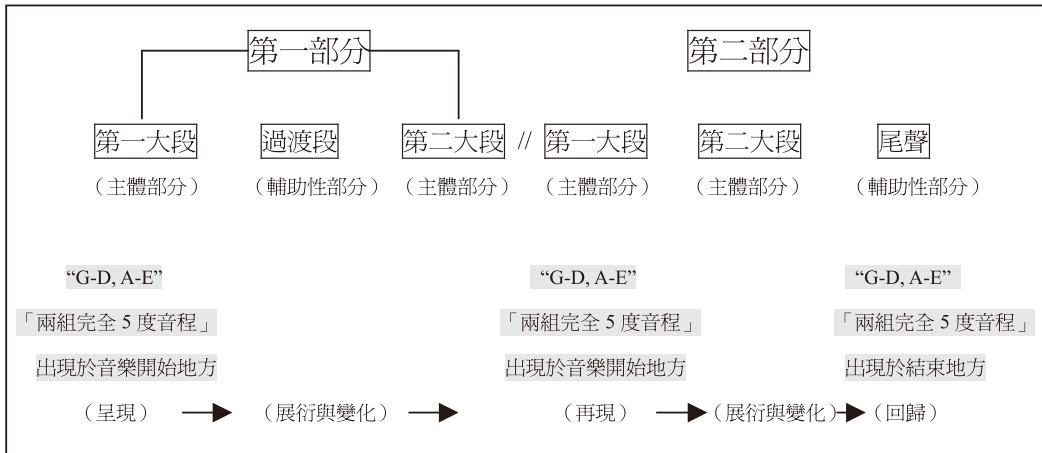 第一部分 第二部分
第一大段 過渡段 第二大段 // 第一大段 第二大段 尾聲
（主體部分） （輔助性部分） （主體部分） （主體部分） （主體部分） （輔助性部分）
“G-D, A-E” “G-D, A-E” “G-D, A-E”
「兩組完全 5 度音程」 「兩組完全 5 度音程」 「兩組完全 5 度音程」
出現於音樂開始地方 出現於音樂開始地方 出現於結束地方
（呈現） （展衍與變化） （再現） （展衍與變化） （回歸）